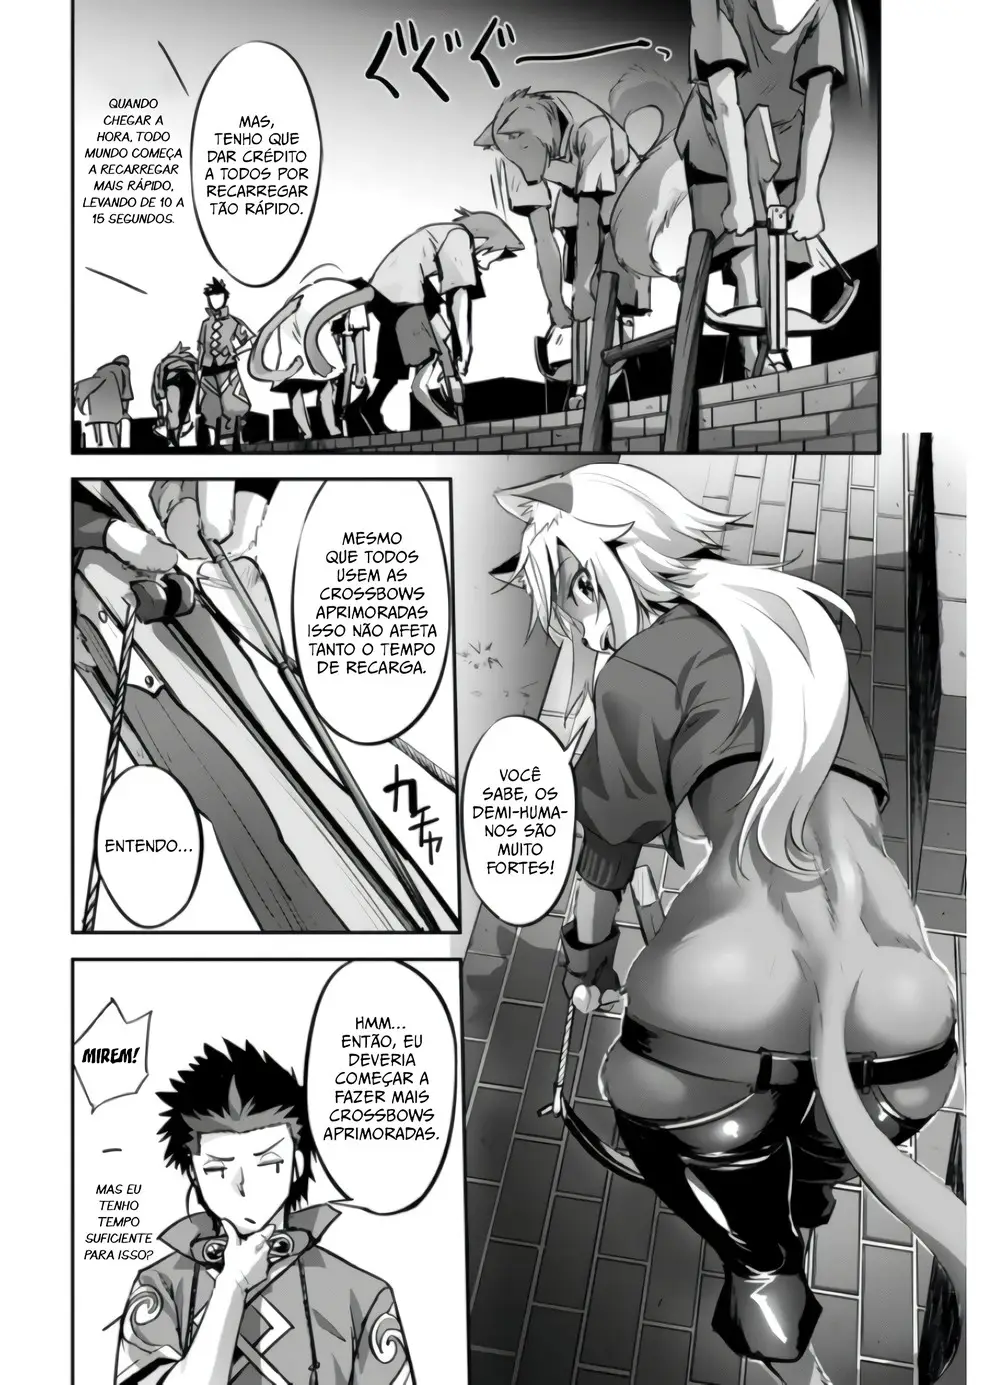 ぐぐぐー
MAS,
TENHO QUE
DAR CRÉDITO
A TODOS POR
RECARREGAR
TÃO RÁPIDO.
QUANDO
CHEGAR A
HORA, TODO
MUNDO COMEÇA
A RECARREGAR
MAIS RÁPIDO,
LEVANDO DE 10 A
15 SEGUNDOS.
MESMO
QUE TODOS
USEM AS
CROSSBOWS
APRIMORADAS
ISSO NÃO AFETA
TANTO O TEMPO
DE RECARGA.
ENTENDO...
カチャ
VOCÊ
SABE, OS
DEMI-HUMA-
NOS SÃO
MUITO
FORTES!
HMM...
ENTÃO, EU
DEVERIA
COMEÇAR A
FAZER MAIS
CROSSBOWS
APRIMORADAS.
MIREM!
MAS EU
TENHO
TEMPO
SUFICIENTE
PARA ISSO?